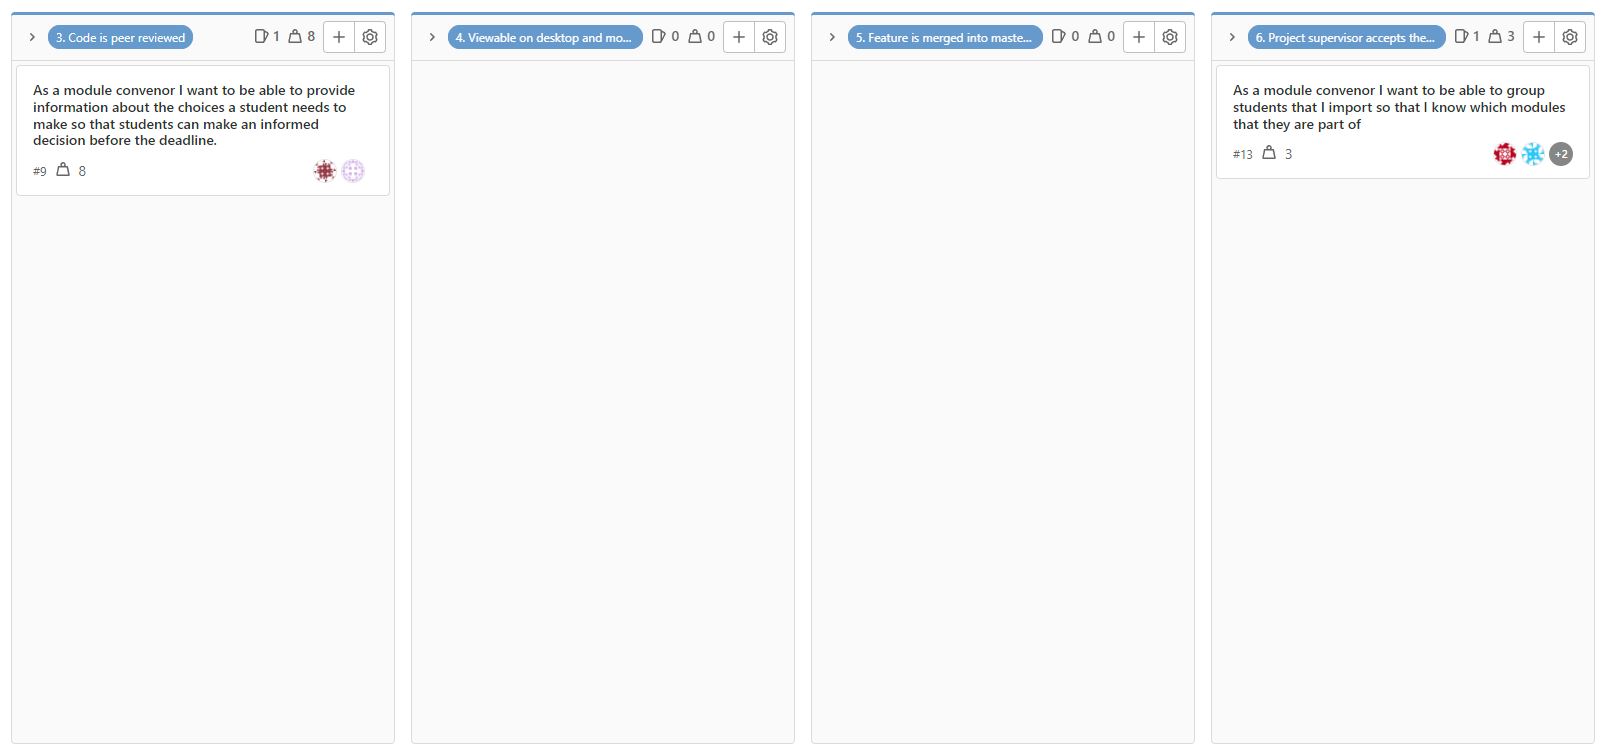 3. Code is peer reviewed 1 8
As a module convenor I want to be able to provide
information about the choices a student needs to
make so that students can make an informed
decision before the deadline.
#9 8
4. Viewable on desktop and mo... 0 0
5. Feature is merged into maste... 0 0
6. Project supervisor accepts the... 1 3
As a module convenor I want to be able to group
students that I import so that I know which modules
that they are part of
#13 3 +2